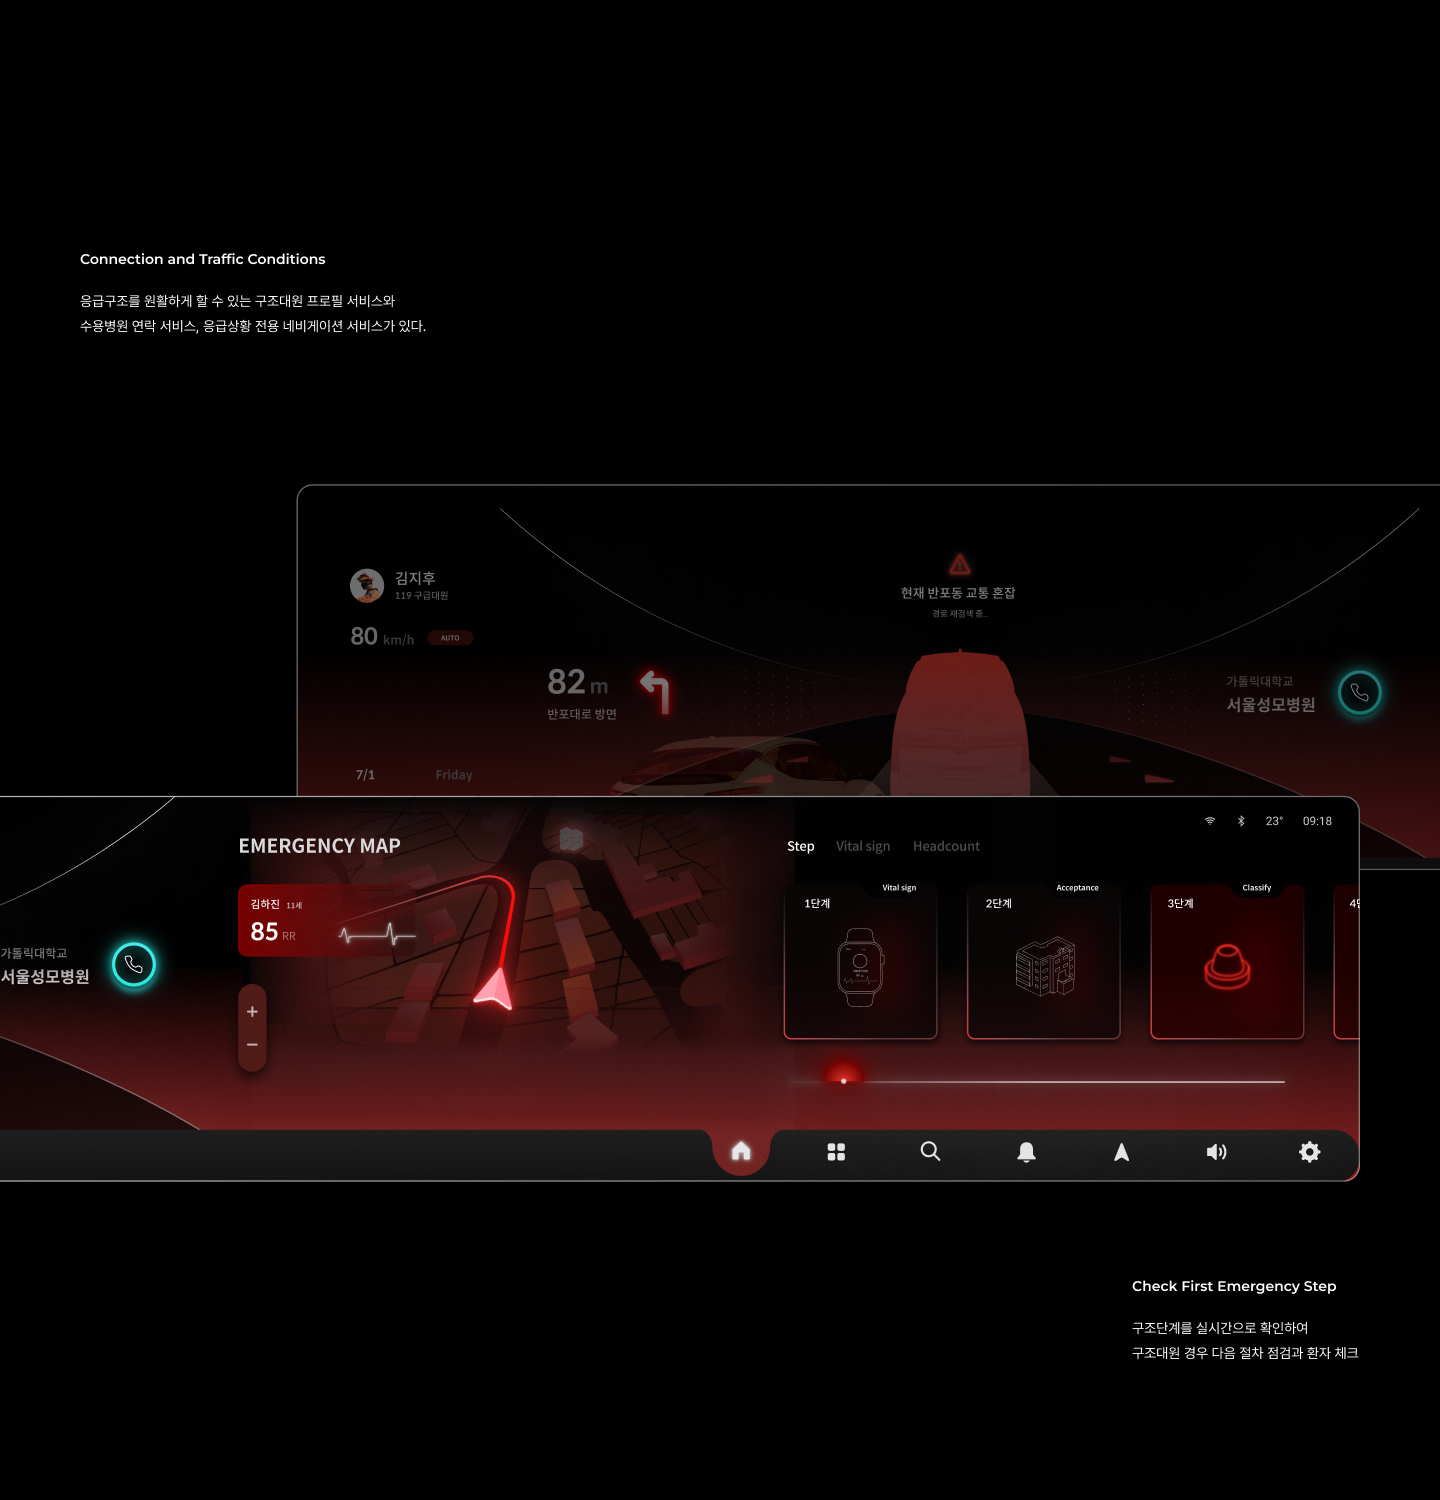 Connection and Traffic Conditions
응급구조를 원활하게 할 수 있는 구조대원 프로필 서비스와
수용병원 연락 서비스, 응급상황 전용 네비게이션 서비스가 있다.
김지후
119 구급대원
80 km/h AUTO
현재 반포동 교통 혼잡
경로 재검색 중..
82 m
반포대로 방면
가톨릭대학교
서울성모병원
7/1 Friday
23° 09:18
EMERGENCY MAP
Step Vital sign Headcount
김하진 11세
85 RR
Vital sign
1단계
Acceptance
2단계
Classify
3단계
가톨릭대학교
서울성모병원
Check First Emergency Step
구조단계를 실시간으로 확인하여
구조대원 경우 다음 절차 점검과 환자 체크